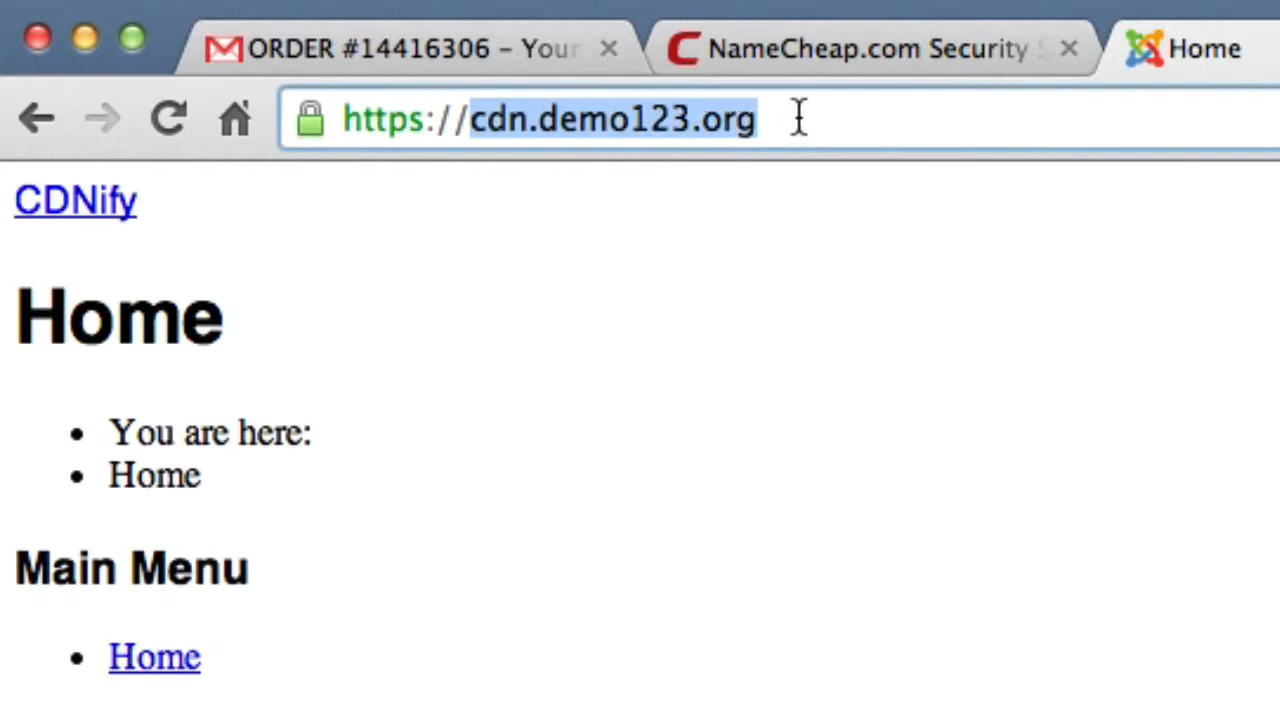 ORDER #14416306 – Your
NameCheap.com Security S
Home
https://cdn.demo123.org
CDNify
Home
You are here:
Home
Main Menu
Home